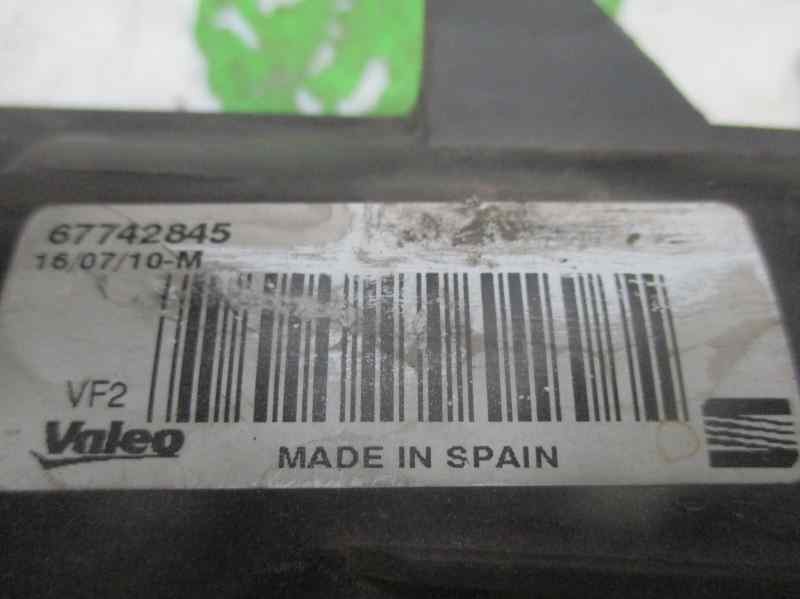 67742845
16/07/10-M
VF2
Valeo
MADE IN SPAIN